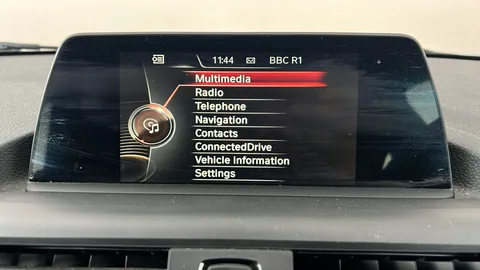 11:44 BBC R1
Multimedia
Radio
Telephone
Navigation
Contacts
ConnectedDrive
Vehicle information
Settings